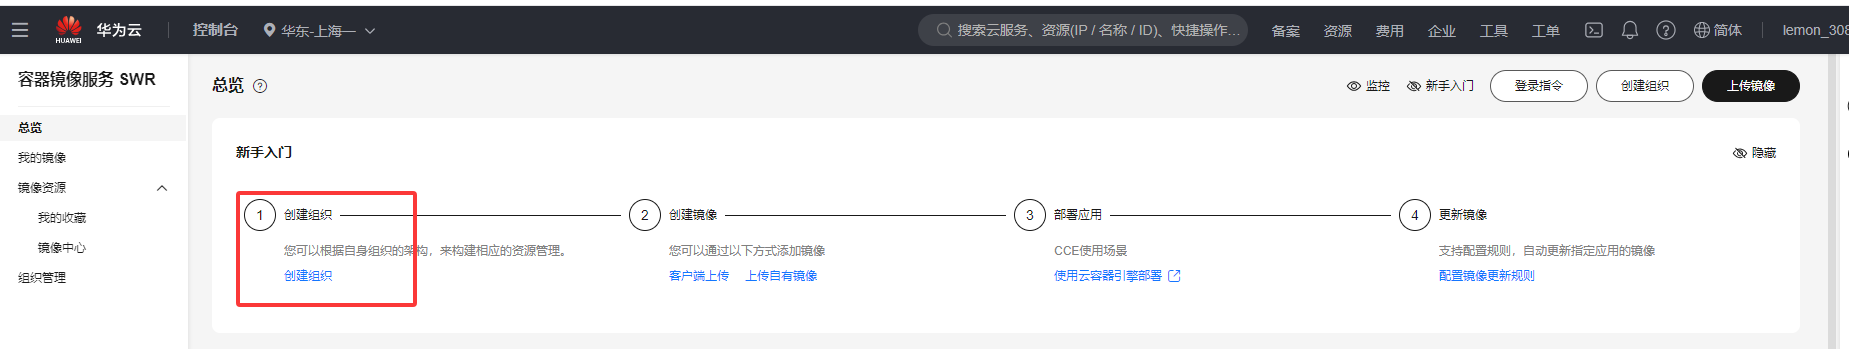 HUAWEI
华为云
控制台
华东-上海一
搜索云服务、资源(IP / 名称 / ID)、快捷操作...
备案
资源
费用
企业
工具
工单
简体
lemon_308
容器镜像服务 SWR
总览
我的镜像
镜像资源
我的收藏
镜像中心
组织管理
总览
监控
新手入门
登录指令
创建组织
上传镜像
新手入门
隐藏
1 创建组织
您可以根据自身组织的架构，来构建相应的资源管理。
创建组织
2 创建镜像
您可以通过以下方式添加镜像
客户端上传 上传自有镜像
3 部署应用
CCE使用场景
使用云容器引擎部署
4 更新镜像
支持配置规则，自动更新指定应用的镜像
配置镜像更新规则